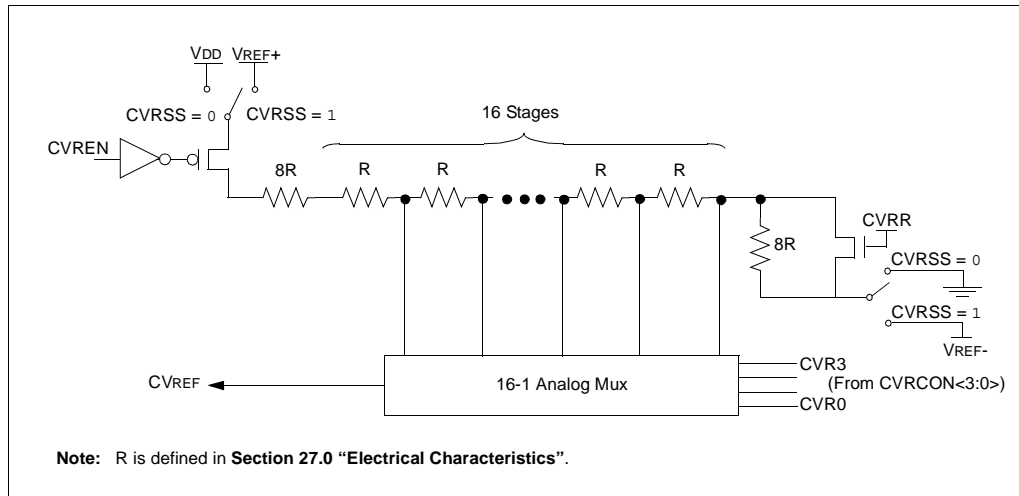 VDD VREF+
16 Stages
CVRSS = 0 CVRSS = 1
CVREN
8R R R R R
CVRR
8R
CVRSS = 0
CVRSS = 1
VREF-
CVR3
CVREF 16-1 Analog Mux (From CVRCON<3:0>)
CVR0
Note: R is defined in Section 27.0 “Electrical Characteristics”.